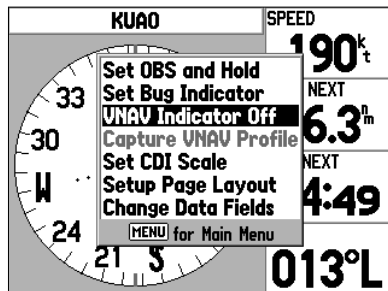 KUAO
SPEED
190 k t
33
30
W
24
21
S
Set OBS and Hold
Set Bug Indicator
VNAV Indicator Off
Capture VNAV Profile
Set CDI Scale
Setup Page Layout
Change Data Fields
MENU for Main Menu
NEXT
6.3 n m
NEXT
4:49
013°L